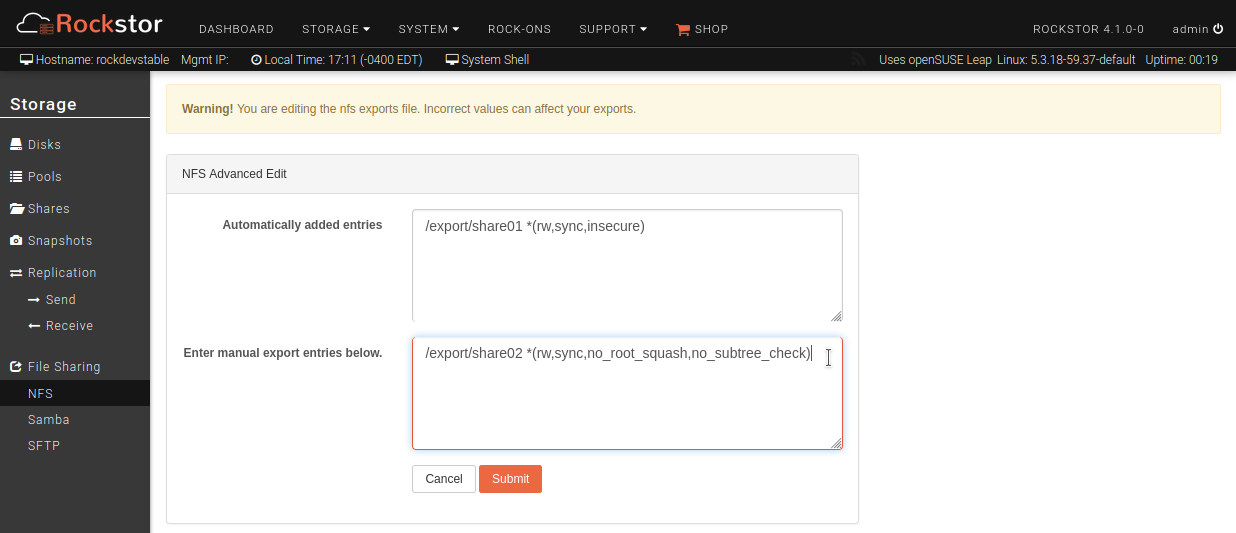 Rockstor DASHBOARD STORAGE SYSTEM ROCK-ONS SUPPORT SHOP ROCKSTOR 4.1.0-0 admin
Hostname: rockdevstable Mgmt IP: Local Time: 17:11 (-0400 EDT) System Shell Uses openSUSE Leap Linux: 5.3.18-59.37-default Uptime: 00:19
Storage
Disks
Pools
Shares
Snapshots
Replication
Send
Receive
File Sharing
NFS
Samba
SFTP
Warning! You are editing the nfs exports file. Incorrect values can affect your exports.
NFS Advanced Edit
Automatically added entries
/export/share01 *(rw,sync,insecure)
Enter manual export entries below.
/export/share02 *(rw,sync,no_root_squash,no_subtree_check)
Cancel Submit